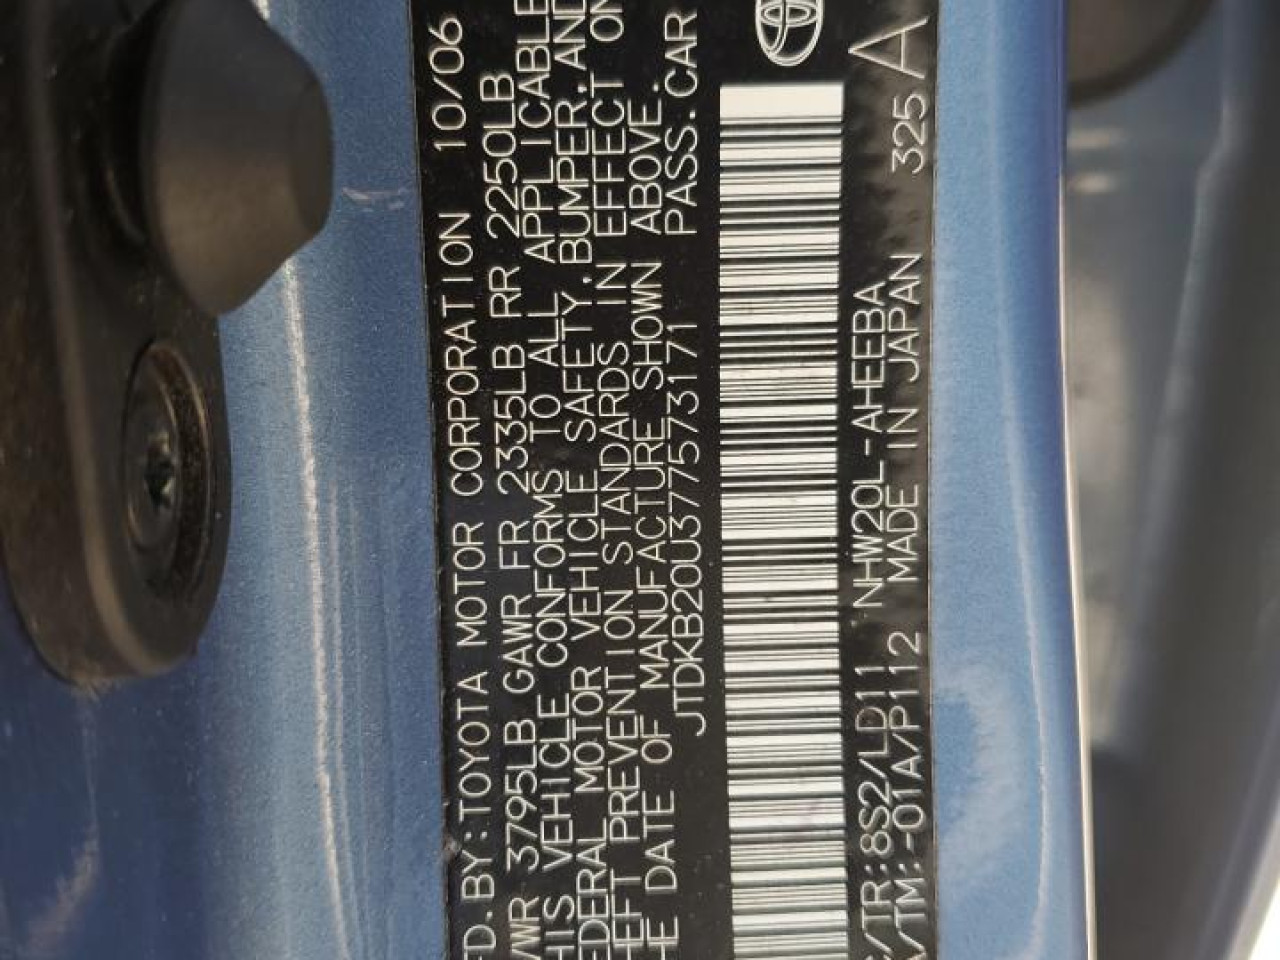 FD.BY:TOYOTA MOTOR CORPORATION 10/06
VWR 3795LB GAWR FR 2335LB RR 2250LB
HIS VEHICLE CONFORMS TO ALL APPLICABLE
EDERAL MOTOR VEHICLE SAFETY,BUMPER,AND
HEFT PREVENTION STANDARDS IN EFFECT ON
HE DATE OF MANUFACTURE SHOWN ABOVE.
JTDKB20U377573171 PASS.CAR
C/TR:8S2/LD11 NHW20L-AHEEBA
A/TM:-01A/P112 MADE IN JAPAN 325 A